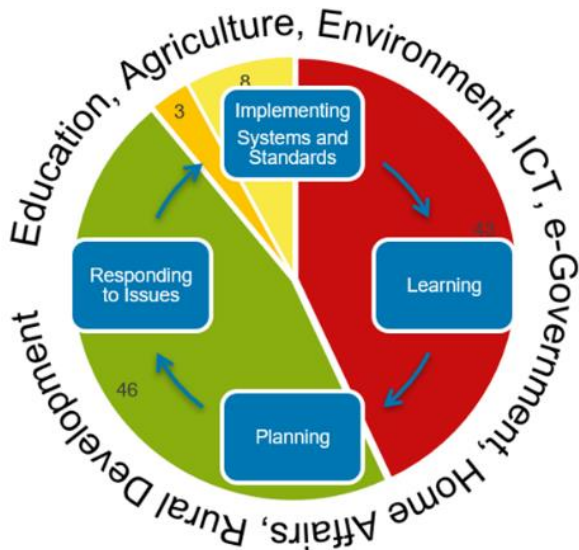 Education, Agriculture, Environment, ICT, e-Government, Home Affairs, Rural Development
8
3
Implementing
Systems and
Standards
43
Responding
to Issues
Learning
46
Planning